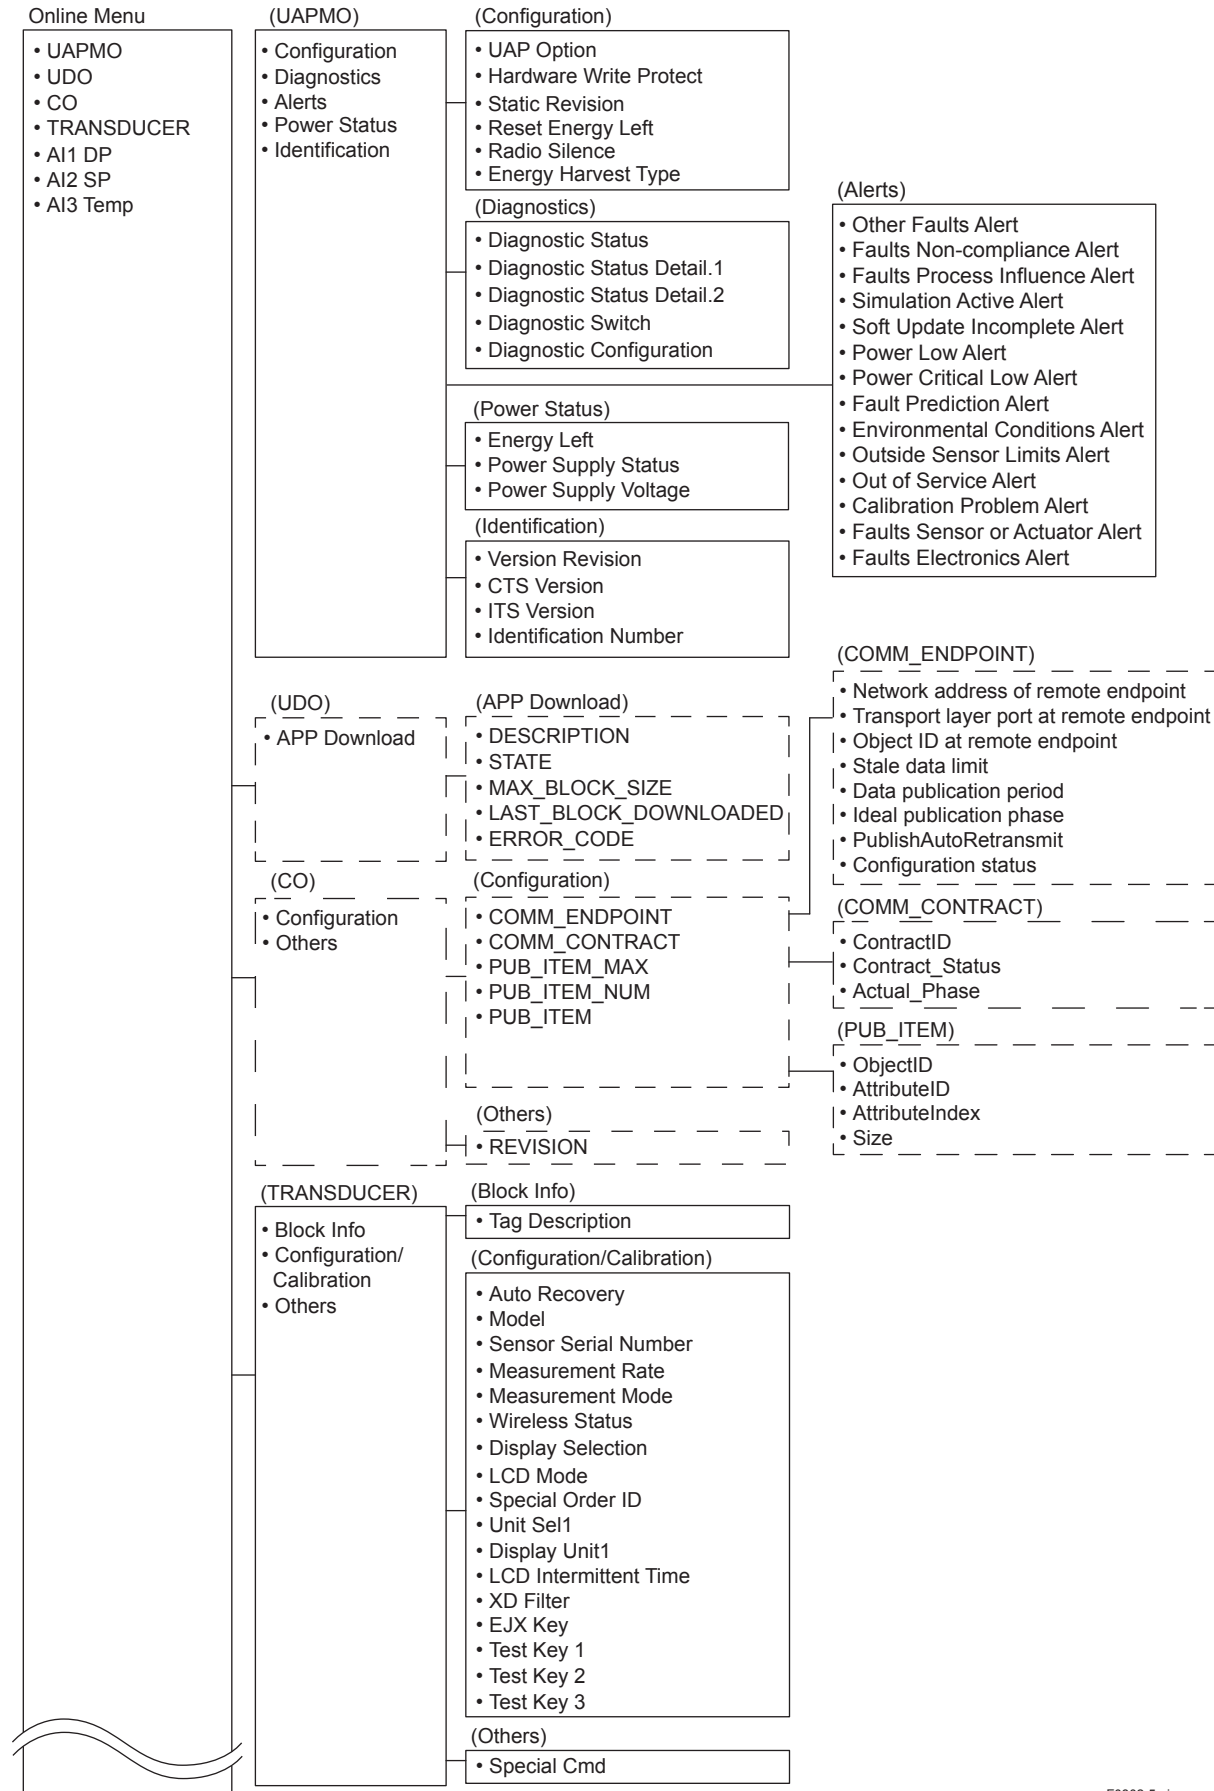 Online Menu
• UAPMO
• UDO
• CO
• TRANSDUCER
• AI1 DP
• AI2 SP
• AI3 Temp
(UAPMO)
• Configuration
• Diagnostics
• Alerts
• Power Status
• Identification
(Configuration)
• UAP Option
• Hardware Write Protect
• Static Revision
• Reset Energy Left
• Radio Silence
• Energy Harvest Type
(Diagnostics)
• Diagnostic Status
• Diagnostic Status Detail.1
• Diagnostic Status Detail.2
• Diagnostic Switch
• Diagnostic Configuration
(Alerts)
• Other Faults Alert
• Faults Non-compliance Alert
• Faults Process Influence Alert
• Simulation Active Alert
• Soft Update Incomplete Alert
• Power Low Alert
• Power Critical Low Alert
• Fault Prediction Alert
• Environmental Conditions Alert
• Outside Sensor Limits Alert
• Out of Service Alert
• Calibration Problem Alert
• Faults Sensor or Actuator Alert
• Faults Electronics Alert
(Power Status)
• Energy Left
• Power Supply Status
• Power Supply Voltage
(Identification)
• Version Revision
• CTS Version
• ITS Version
• Identification Number
(UDO)
• APP Download
(APP Download)
• DESCRIPTION
• STATE
• MAX_BLOCK_SIZE
• LAST_BLOCK_DOWNLOADED
• ERROR_CODE
(CO)
• Configuration
• Others
(Configuration)
• COMM_ENDPOINT
• COMM_CONTRACT
• PUB_ITEM_MAX
• PUB_ITEM_NUM
• PUB_ITEM
(COMM_ENDPOINT)
• Network address of remote endpoint
• Transport layer port at remote endpoint
• Object ID at remote endpoint
• Stale data limit
• Data publication period
• Ideal publication phase
• PublishAutoRetransmit
• Configuration status
(COMM_CONTRACT)
• ContractID
• Contract_Status
• Actual_Phase
(PUB_ITEM)
• ObjectID
• AttributeID
• AttributeIndex
• Size
(Others)
• REVISION
(TRANSDUCER)
• Block Info
• Configuration/
Calibration
• Others
(Block Info)
• Tag Description
(Configuration/Calibration)
• Auto Recovery
• Model
• Sensor Serial Number
• Measurement Rate
• Measurement Mode
• Wireless Status
• Display Selection
• LCD Mode
• Special Order ID
• Unit Sel1
• Display Unit1
• LCD Intermittent Time
• XD Filter
• EJX Key
• Test Key 1
• Test Key 2
• Test Key 3
(Others)
• Special Cmd